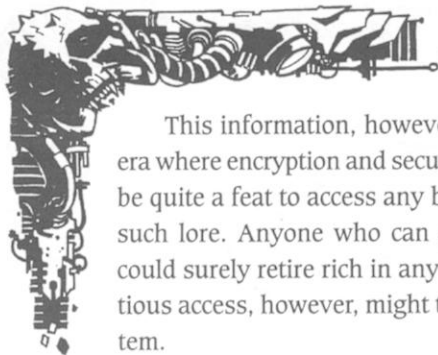 This information, howeve
era where encryption and secu
be quite a feat to access any b
such lore. Anyone who can
could surely retire rich in any
tious access, however, might t
tem.